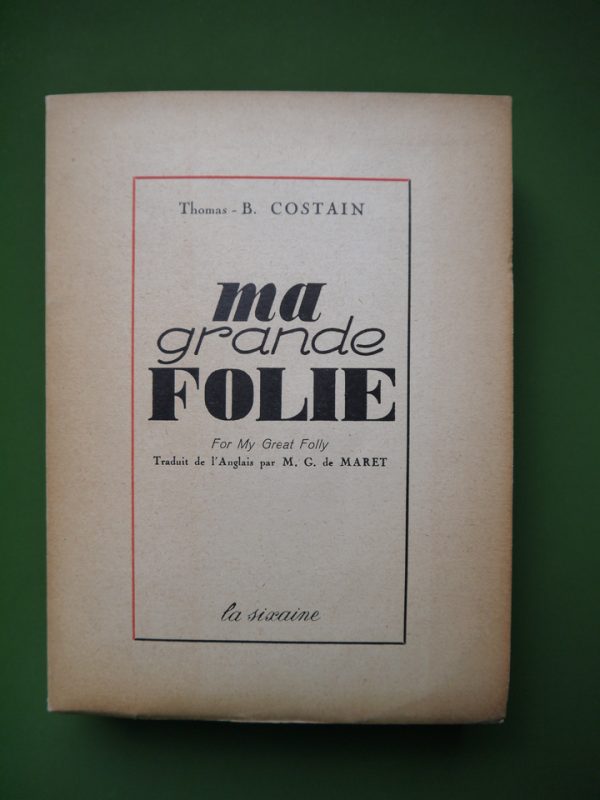 Thomas - B. COSTAIN
ma
grande
FOLIE
For My Great Folly
Traduit de l'Anglais par M. G. de MARET
la sixaine